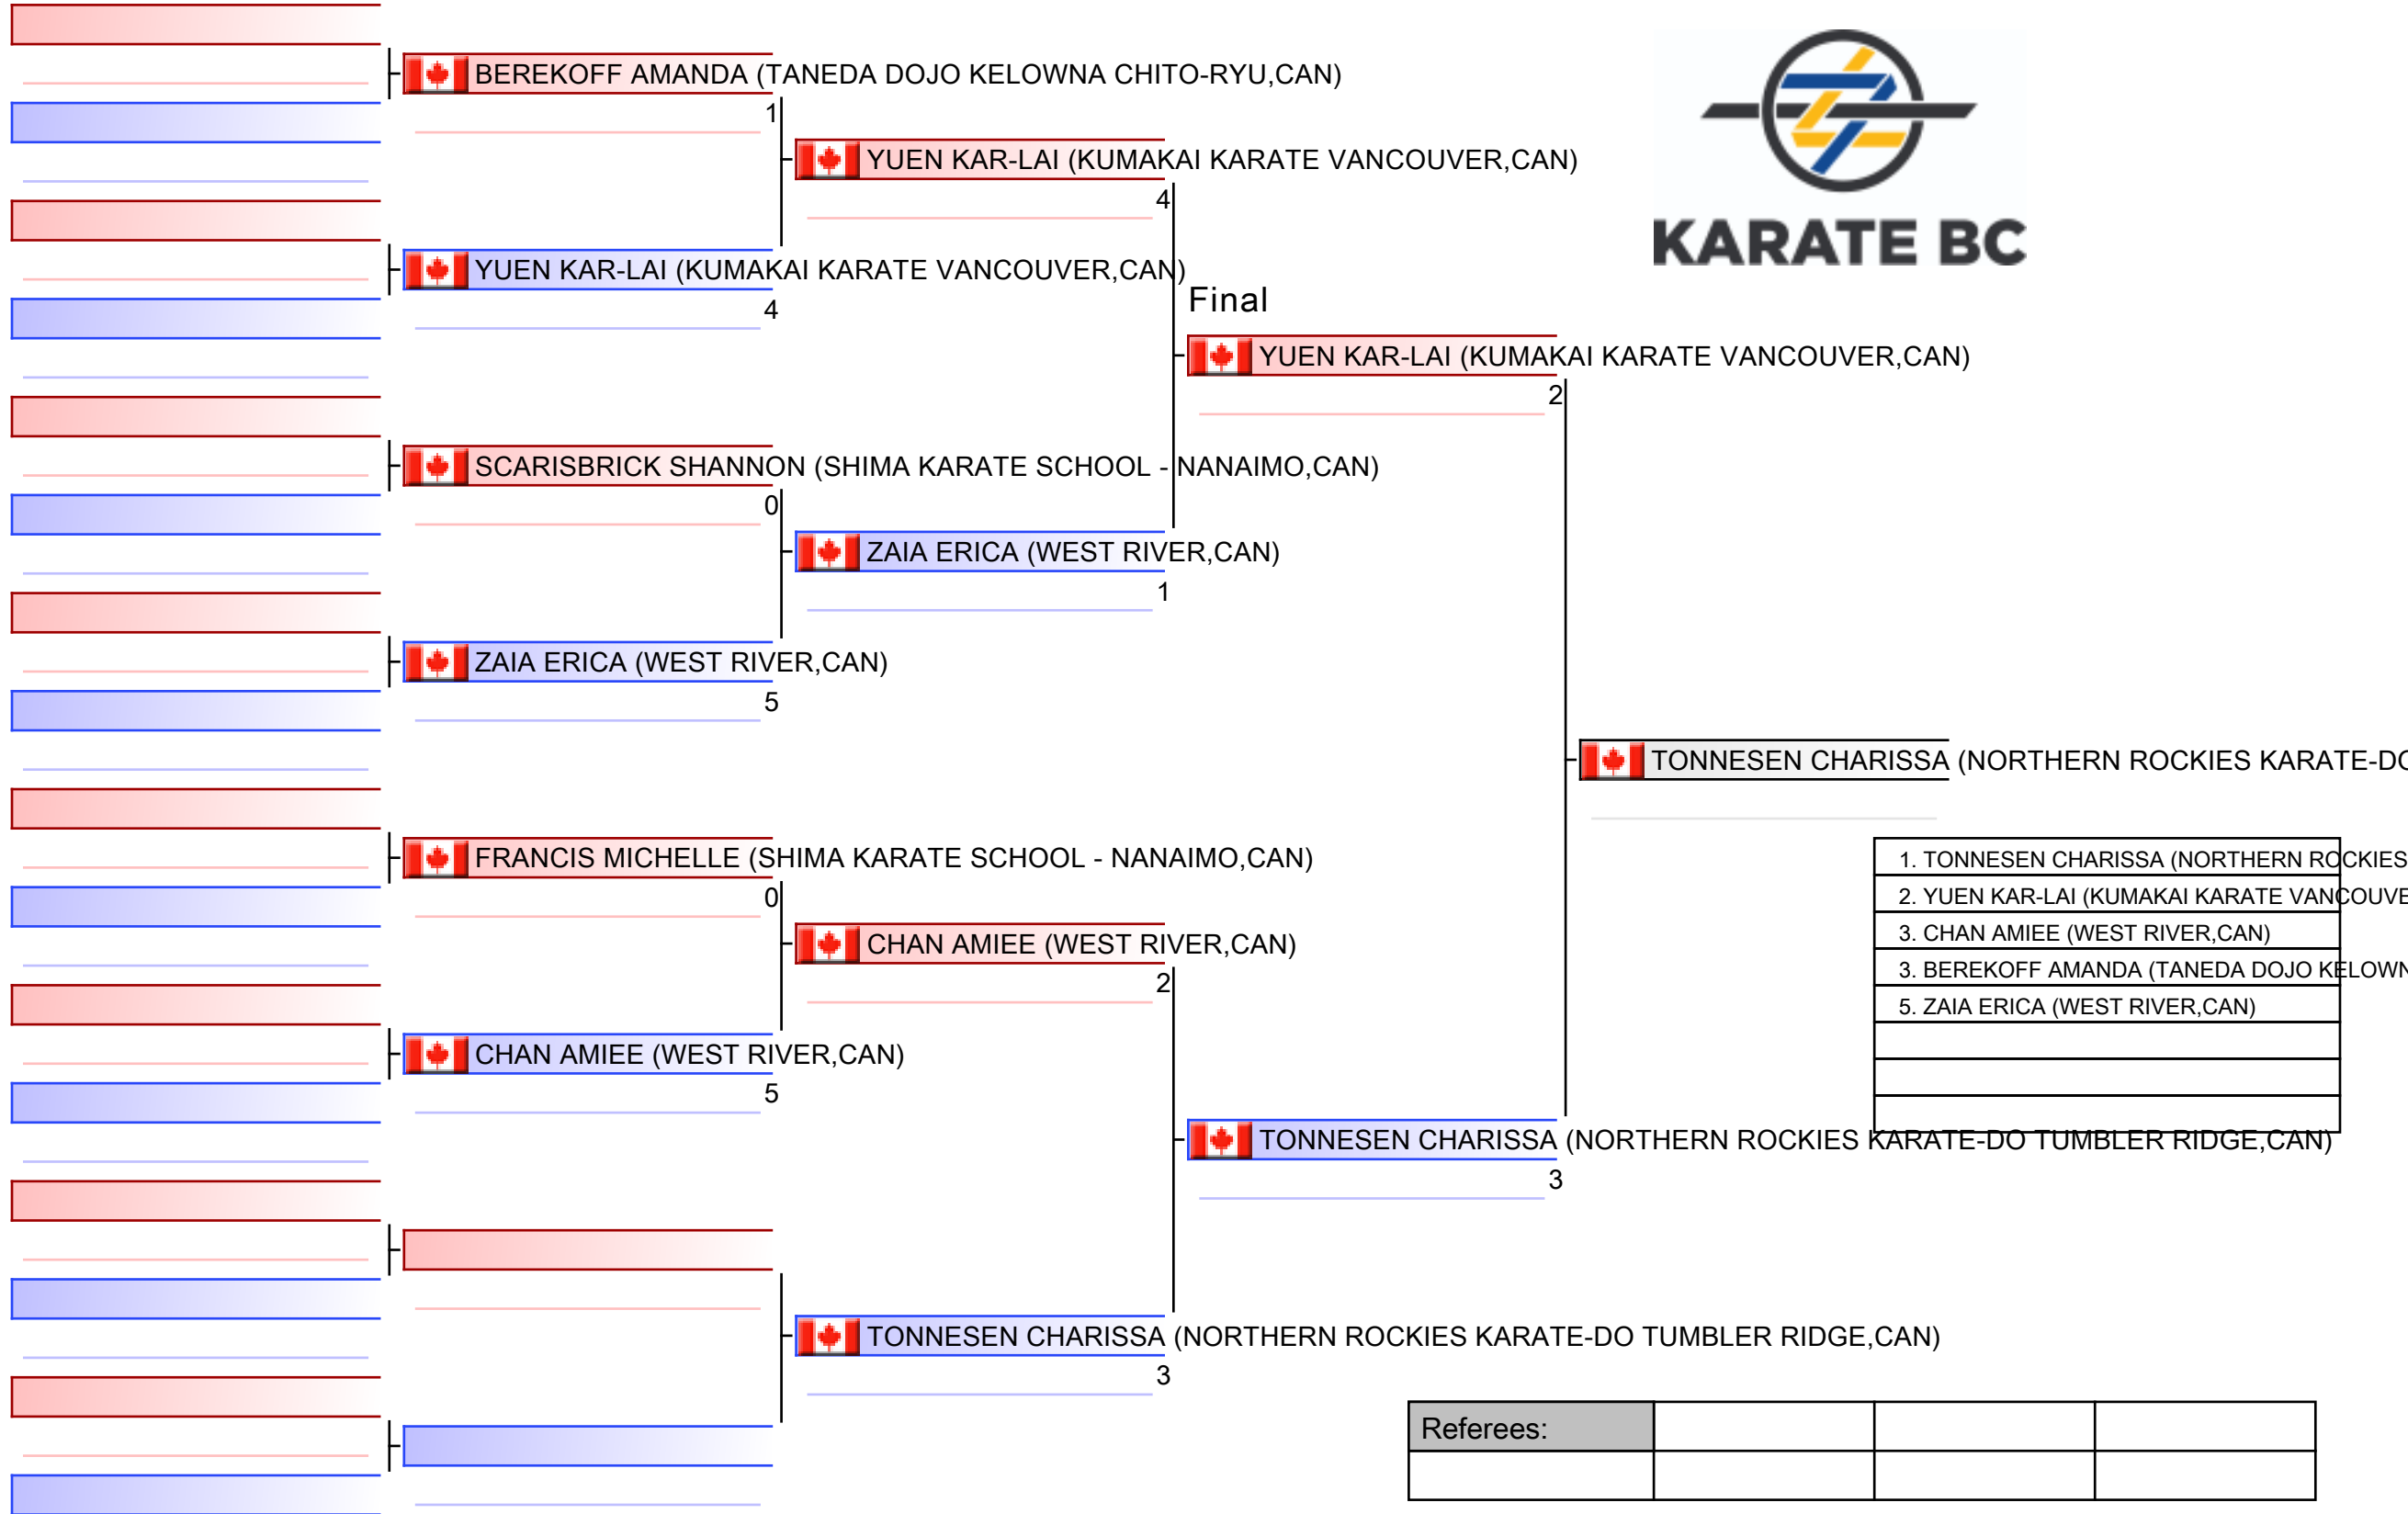 BEREKOFF AMANDA (TANEDA DOJO KELOWNA CHITO-RYU,CAN)
1
YUEN KAR-LAI (KUMAKAI KARATE VANCOUVER,CAN)
4
KARATE BC
YUEN KAR-LAI (KUMAKAI KARATE VANCOUVER,CAN)
4
Final
YUEN KAR-LAI (KUMAKAI KARATE VANCOUVER,CAN)
2
SCARISBRICK SHANNON (SHIMA KARATE SCHOOL - NANAIMO,CAN)
0
ZAIA ERICA (WEST RIVER,CAN)
1
ZAIA ERICA (WEST RIVER,CAN)
5
TONNESEN CHARISSA (NORTHERN ROCKIES KARATE-DO
FRANCIS MICHELLE (SHIMA KARATE SCHOOL - NANAIMO,CAN)
0
1. TONNESEN CHARISSA (NORTHERN ROCKIES
2. YUEN KAR-LAI (KUMAKAI KARATE VANCOUVE
3. CHAN AMIEE (WEST RIVER,CAN)
3. BEREKOFF AMANDA (TANEDA DOJO KELOWN
5. ZAIA ERICA (WEST RIVER,CAN)
CHAN AMIEE (WEST RIVER,CAN)
2
CHAN AMIEE (WEST RIVER,CAN)
5
TONNESEN CHARISSA (NORTHERN ROCKIES KARATE-DO TUMBLER RIDGE,CAN)
3
TONNESEN CHARISSA (NORTHERN ROCKIES KARATE-DO TUMBLER RIDGE,CAN)
3
Referees: